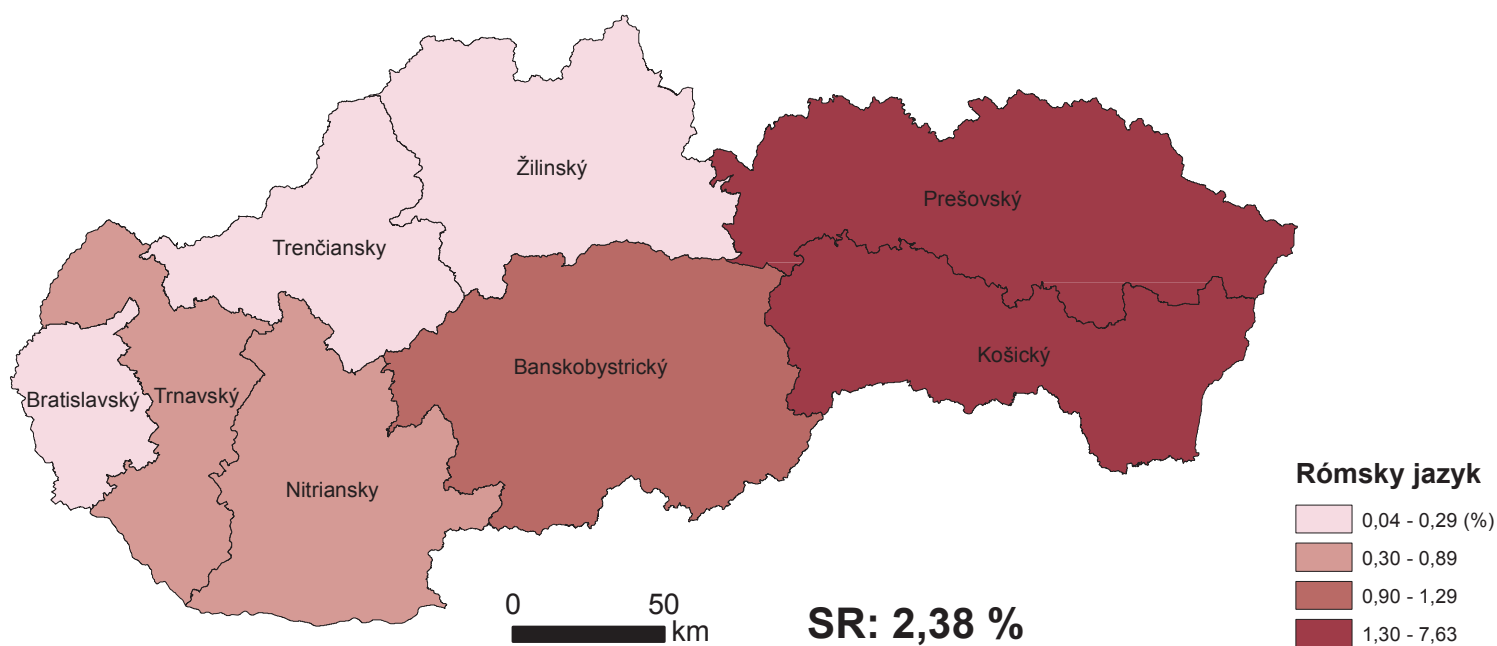 Žilinský
Prešovský
Trenčiansky
Košický
Banskobystrický
Bratislavský
Trnavský
Nitriansky
Rómsky jazyk
0,04 - 0,29 (%)
0,30 - 0,89
0,90 - 1,29
1,30 - 7,63
0 50
km
SR: 2,38 %